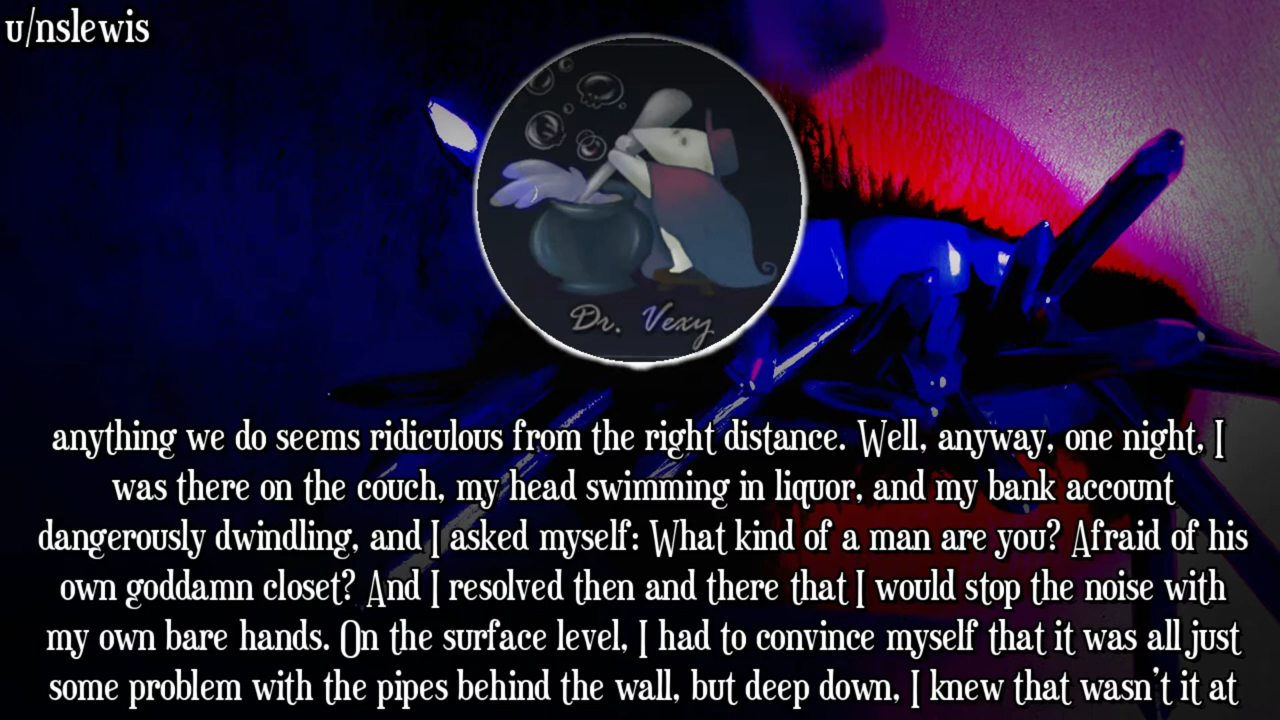 u/nslewis
Dr. Vexy
anything we do seems ridiculous from the right distance. Well, anyway, one night, I
was there on the couch, my head swimming in liquor, and my bank account
dangerously dwindling, and I asked myself: What kind of a man are you? Afraid of his
own goddamn closet? And I resolved then and there that I would stop the noise with
my own bare hands. On the surface level, I had to convince myself that it was all just
some problem with the pipes behind the wall, but deep down, I knew that wasn't it at